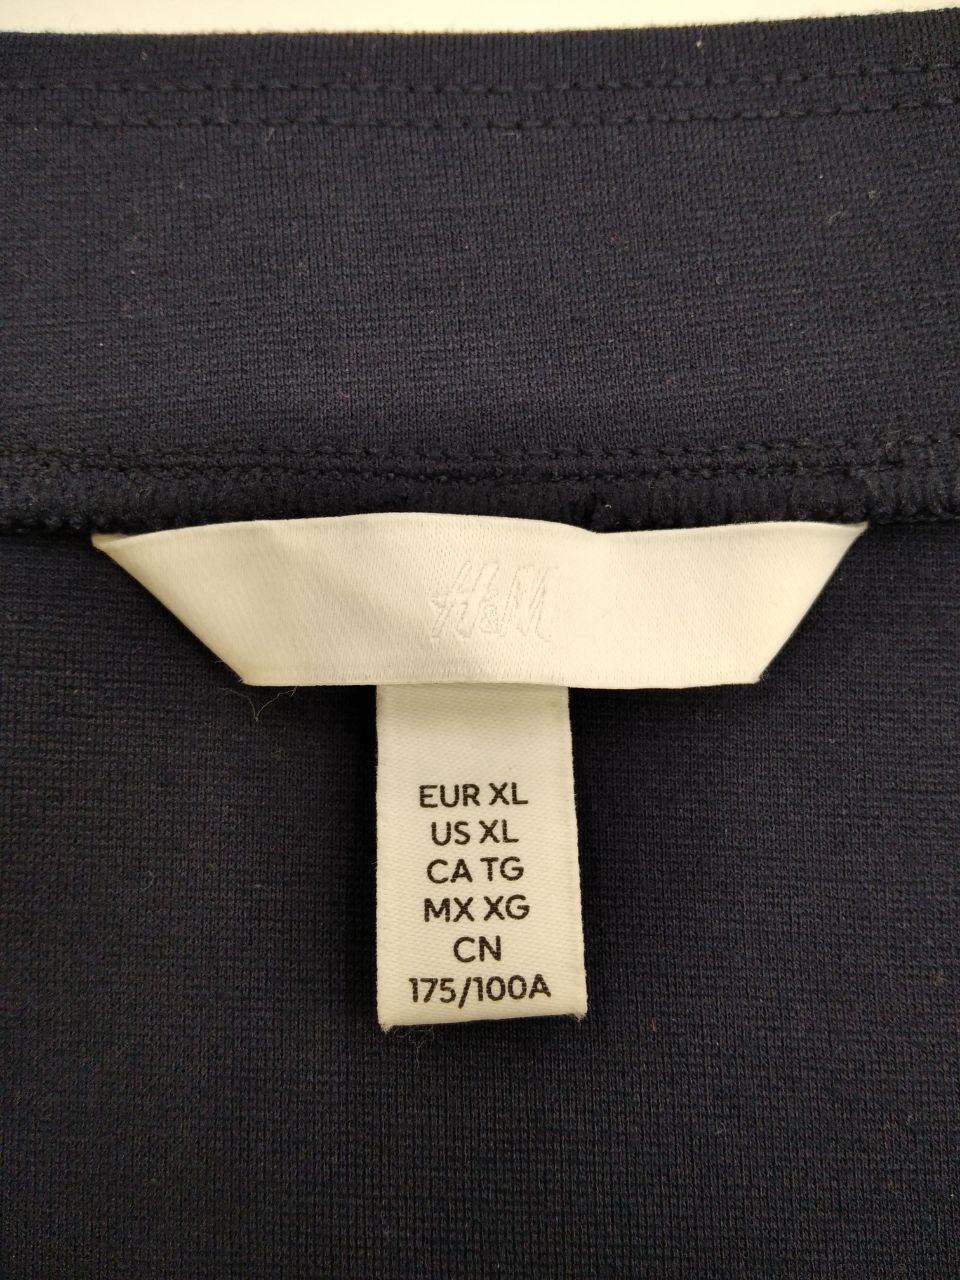 H&M
EUR XL
US XL
CA TG
MX XG
CN
175/100A